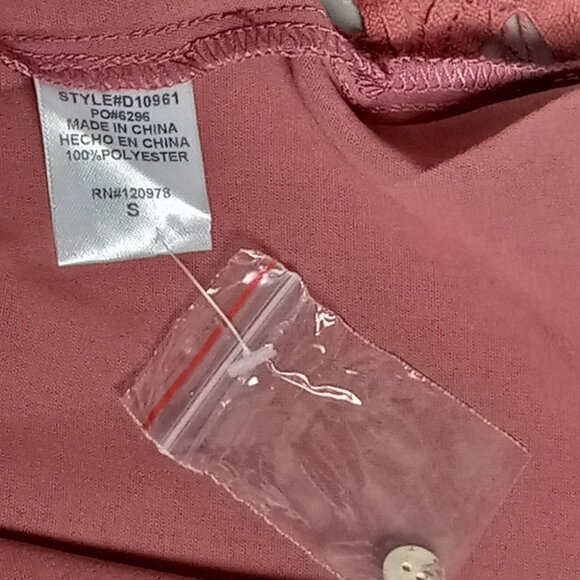 STYLE#D10961
PO#6296
MADE IN CHINA
HECHO EN CHINA
100%POLYESTER
RN#120978
S